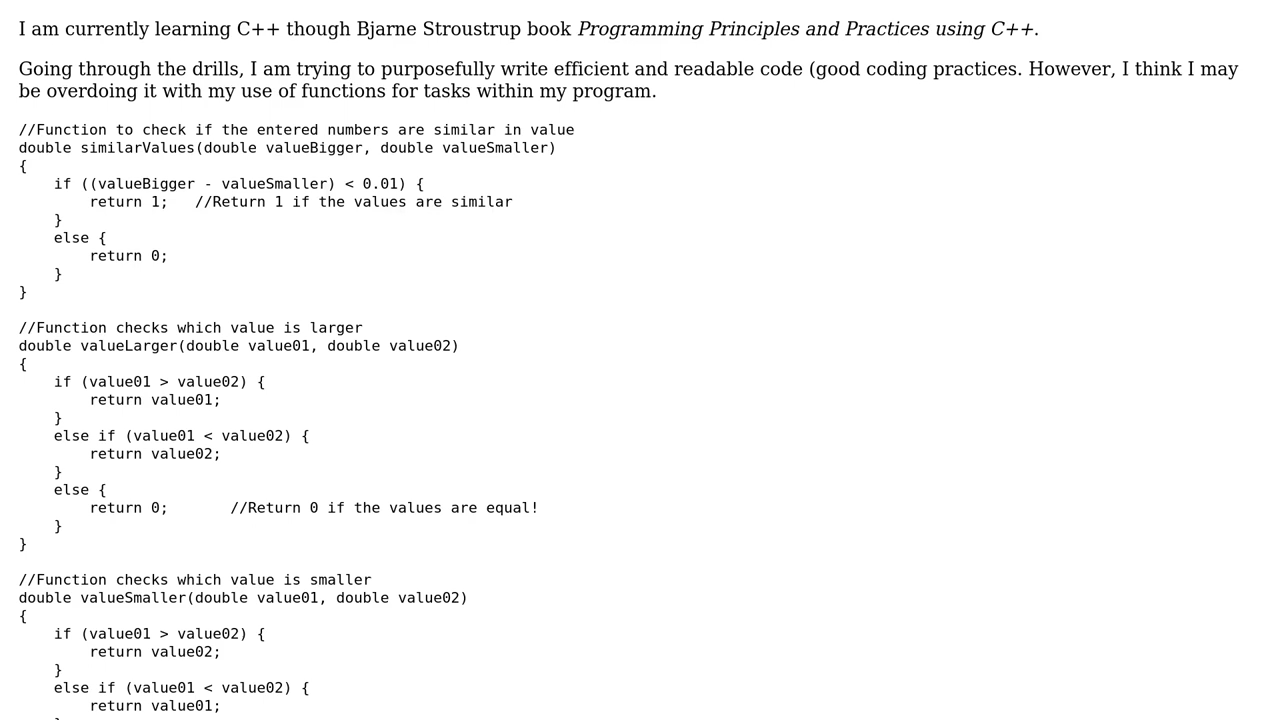 I am currently learning C++ though Bjarne Stroustrup book Programming Principles and Practices using C++.
Going through the drills, I am trying to purposefully write efficient and readable code (good coding practices. However, I think I may
be overdoing it with my use of functions for tasks within my program.
//Function to check if the entered numbers are similar in value
double similarValues(double valueBigger, double valueSmaller)
{
    if ((valueBigger - valueSmaller) < 0.01) {
        return 1;   //Return 1 if the values are similar
    }
    else {
        return 0;
    }
}
//Function checks which value is larger
double valueLarger(double value01, double value02)
{
    if (value01 > value02) {
        return value01;
    }
    else if (value01 < value02) {
        return value02;
    }
    else {
        return 0;       //Return 0 if the values are equal!
    }
}
//Function checks which value is smaller
double valueSmaller(double value01, double value02)
{
    if (value01 > value02) {
        return value02;
    }
    else if (value01 < value02) {
        return value01;